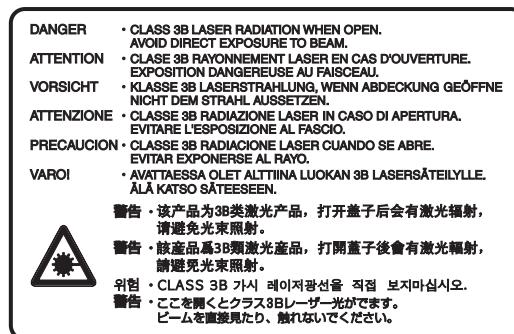 DANGER · CLASS 3B LASER RADIATION WHEN OPEN.
AVOID DIRECT EXPOSURE TO BEAM.
ATTENTION · CLASE 3B RAYONNEMENT LASER EN CAS D'OUVERTURE.
EXPOSITION DANGEREUSE AU FAISCEAU.
VORSICHT · KLASSE 3B LASERSTRAHLUNG, WENN ABDECKUNG GEÖFFNE
NICHT DEM STRAHL AUSSETZEN.
ATTENZIONE · CLASSE 3B RADIAZIONE LASER IN CASO DI APERTURA.
EVITARE L'ESPOSIZIONE AL FASCIO.
PRECAUCION · CLASSE 3B RADIACIONE LASER CUANDO SE ABRE.
EVITAR EXPONERSE AL RAYO.
VAROI · AVATTAESSA OLET ALTTIINA LUOKAN 3B LASERSÄTEILYLLE.
ÄLÄ KATSO SÄTEESEEN.
警告 · 该产品为3B类激光产品，打开盖子后会有激光辐射，
请避免光束照射。
警告 · 該産品爲3B類激光産品，打開蓋子後會有激光輻射，
請避免光束照射。
위험 · CLASS 3B 가시 레이저광선을 직접 보지마십시오.
警告 · ここを開くとクラス3Bレーザー光がでます。
ビームを直接見たり、触れないでください。